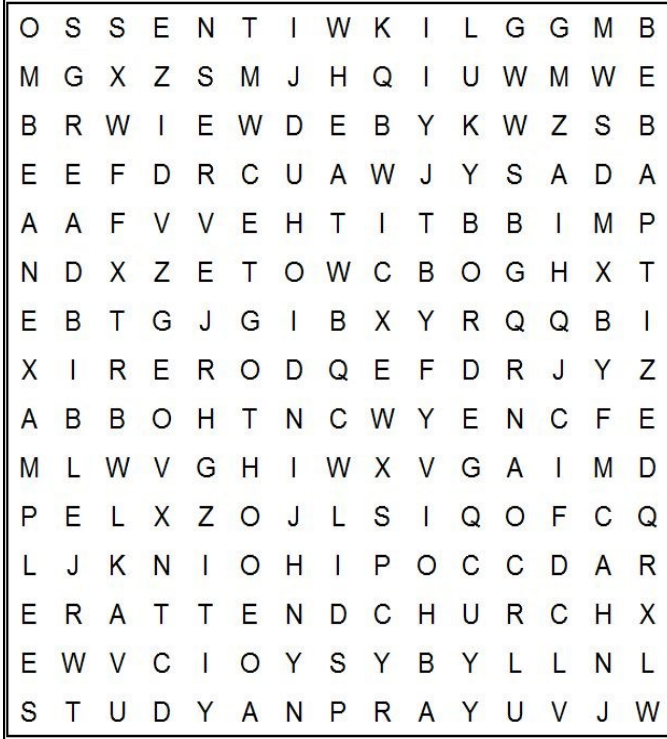 O S S E N T I W K I L G G M B
M G X Z S M J H Q I U W M W E
B R W I E W D E B Y K W Z S B
E E F D R C U A W J Y S A D A
A A F V V E H T I T B B I M P
N D X Z E T O W C B O G H X T
E B T G J G I B X Y R Q Q B I
X I R E R O D Q E F D R J Y Z
A B B O H T N C W Y E N C F E
M L W V G H I W X V G A I M D
P E L X Z O J L S I Q O F C Q
L J K N I O H I P O C C D A R
E R A T T E N D C H U R C H X
E W V C I O Y S Y B Y L L N L
S T U D Y A N P R A Y U V J W